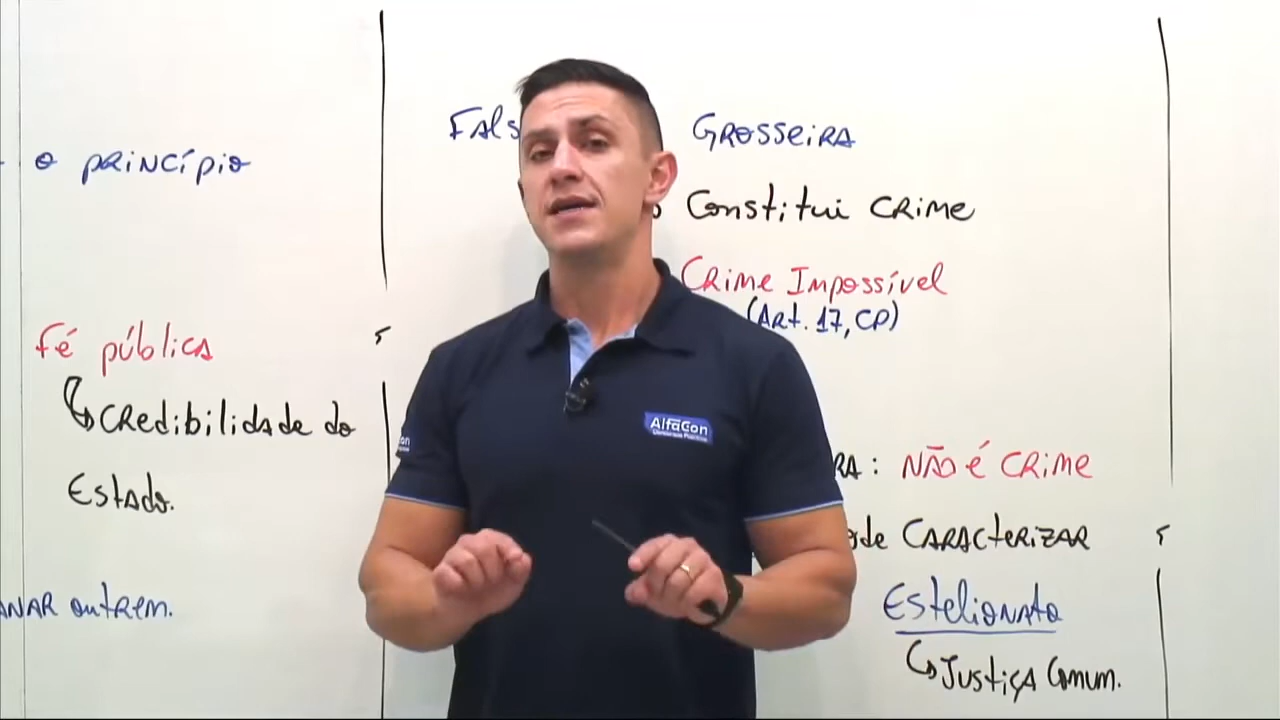 o princípio
Fé pública
Credibilidade do
Estado.
outrem.
Fals
Grosseira
Constitui crime
Crime Impossível
(Art. 17, CP)
RA: NÃO é CRIME
de CARACterizAR
Estelionato
Justiça Comum.
AlfaCon